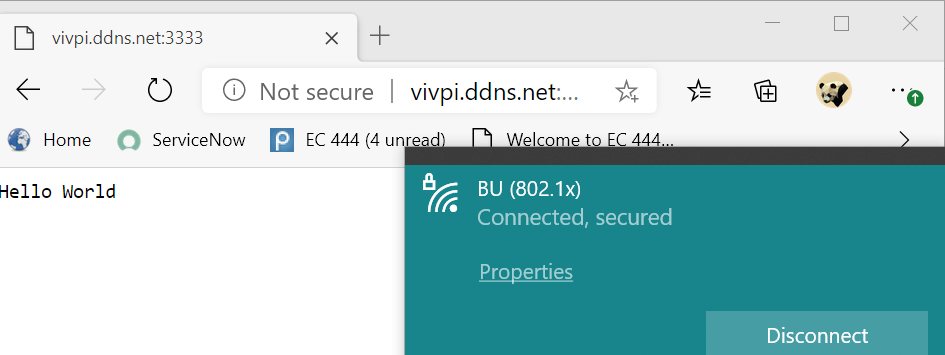 vivpi.ddns.net:3333
Not secure | vivpi.ddns.net:...
Home ServiceNow EC 444 (4 unread) Welcome to EC 444...
Hello World
BU (802.1x)
Connected, secured
Properties
Disconnect